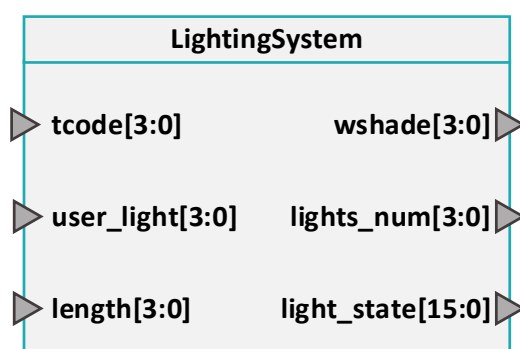 LightingSystem
tcode[3:0] wshade[3:0]
user_light[3:0] lights_num[3:0]
length[3:0] light_state[15:0]